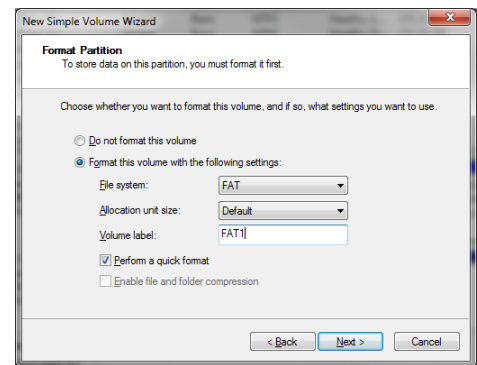 New Simple Volume Wizard
Format Partition
To store data on this partition, you must format it first.
Choose whether you want to format this volume, and if so, what settings you want to use.
Do not format this volume
Format this volume with the following settings:
File system: FAT
Allocation unit size: Default
Volume label: FAT1
Perform a quick format
Enable file and folder compression
< Back Next > Cancel